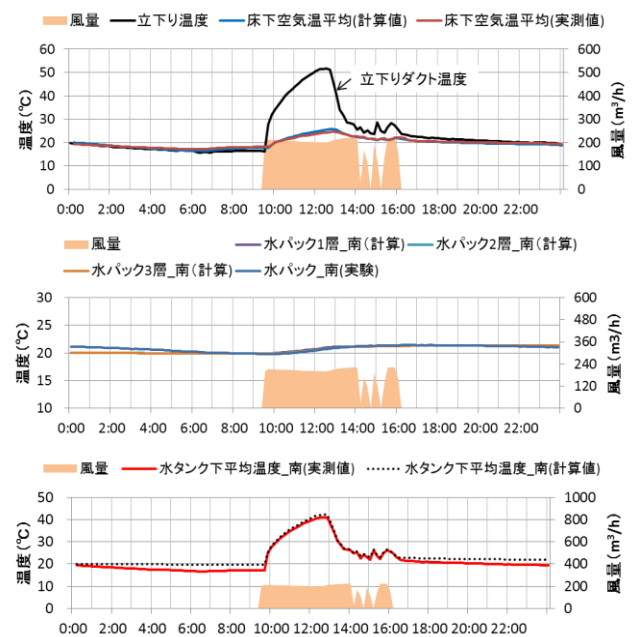 風量 立下り温度 床下空気温平均(計算値) 床下空気温平均(実測値)
温度(℃)
60
50
40
30
20
10
0
立下りダクト温度
600
500
400
300
200
100
0
風量(m³/h)
0:00 2:00 4:00 6:00 8:00 10:00 12:00 14:00 16:00 18:00 20:00 22:00
風量 水パック1層_南(計算) 水パック2層_南(計算)
水パック3層_南(計算) 水パック_南(実験)
温度(℃)
30
25
20
15
10
600
480
360
240
120
0
風量(m3/h)
0:00 2:00 4:00 6:00 8:00 10:00 12:00 14:00 16:00 18:00 20:00 22:00
風量 水タンク下平均温度_南(実測値) 水タンク下平均温度_南(計算値)
温度(℃)
50
40
30
20
10
0
1000
800
600
400
200
0
風量(m³/h)
0:00 2:00 4:00 6:00 8:00 10:00 12:00 14:00 16:00 18:00 20:00 22:00